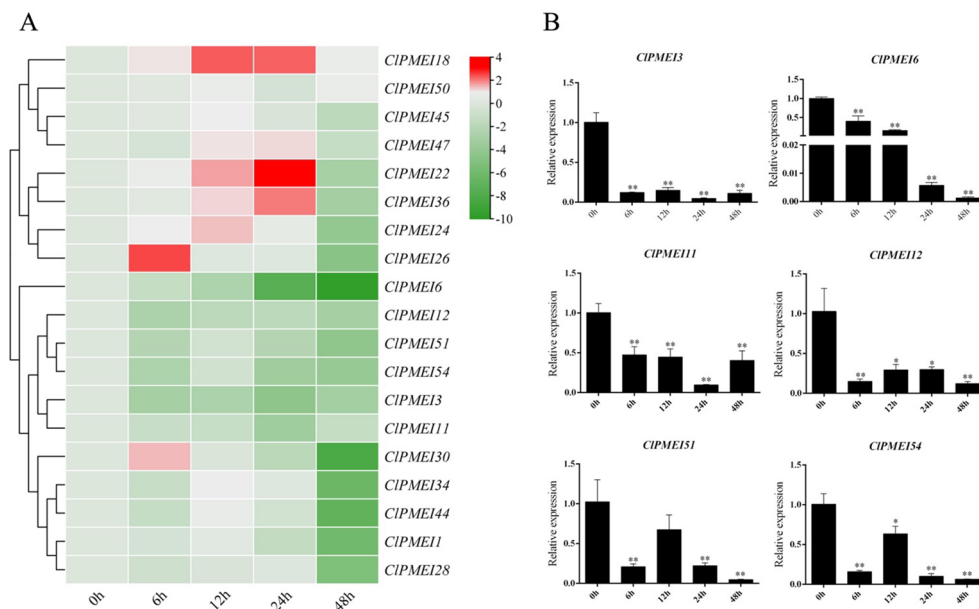 A
ClPMEI18
ClPMEI50
ClPMEI45
ClPMEI47
ClPMEI22
ClPMEI36
ClPMEI24
ClPMEI26
ClPMEI6
ClPMEI12
ClPMEI51
ClPMEI54
ClPMEI3
ClPMEI11
ClPMEI30
ClPMEI34
ClPMEI44
ClPMEI1
ClPMEI28
0h 6h 12h 24h 48h
4
2
0
-2
-4
-6
-8
-10
B
ClPMEI3
Relative expression
1.5
1.0
0.5
0.0
** ** ** **
0h 6h 12h 24h 48h
ClPMEI6
Relative expression
1.5
1.0
0.5
0.02
0.01
0.00
** ** ** **
0h 6h 12h 24h 48h
ClPMEI11
Relative expression
1.5
1.0
0.5
0.0
** ** ** **
0h 6h 12h 24h 48h
ClPMEI12
Relative expression
1.5
1.0
0.5
0.0
** * * **
0h 6h 12h 24h 48h
ClPMEI51
Relative expression
1.5
1.0
0.5
0.0
** ** **
0h 6h 12h 24h 48h
ClPMEI54
Relative expression
1.5
1.0
0.5
0.0
** * ** **
0h 6h 12h 24h 48h